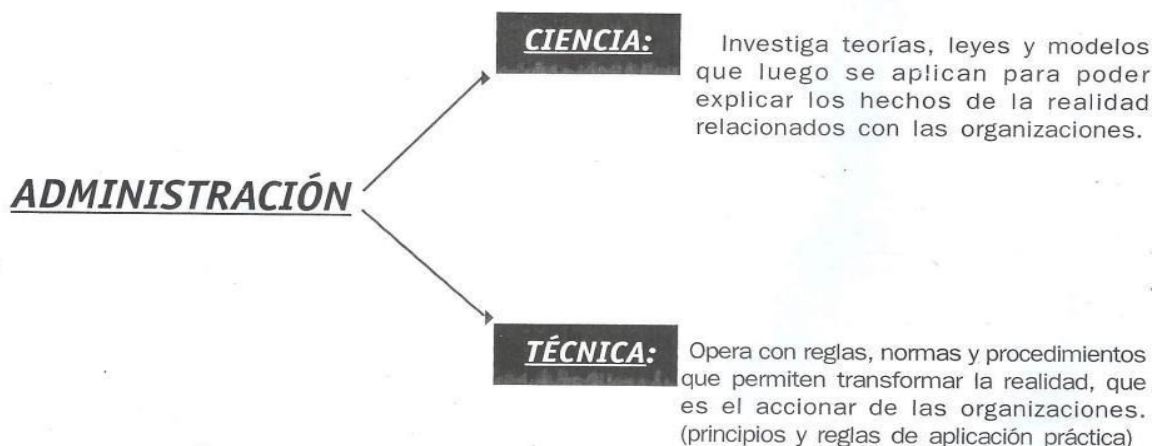 CIENCIA:
Investiga teorías, leyes y modelos
que luego se aplican para poder
explicar los hechos de la realidad
relacionados con las organizaciones.
ADMINISTRACIÓN
TÉCNICA:
Opera con reglas, normas y procedimientos
que permiten transformar la realidad, que
es el accionar de las organizaciones.
(principios y reglas de aplicación práctica)